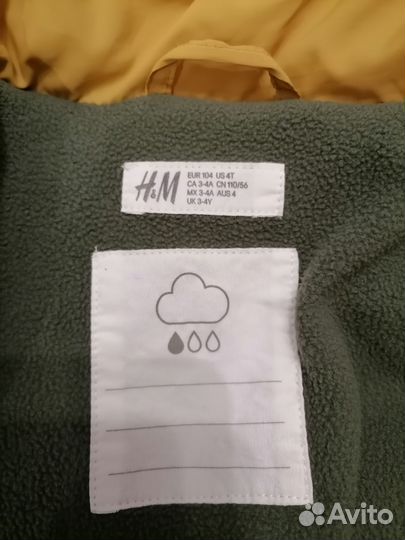 H&M
EUR 104 US 4T
CA 3-4A CN 110/56
MX 3-4A AUS 4
UK 3-4Y
Avito